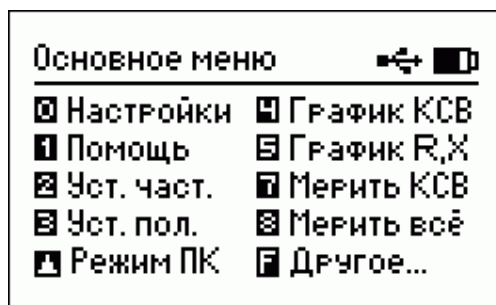 Основное меню
0 Настройки 4 График КСВ
1 Помощь 5 График R,X
2 Уст. част. 7 Мерить КСВ
3 Уст. пол. 8 Мерить всё
Режим ПК F Другое...